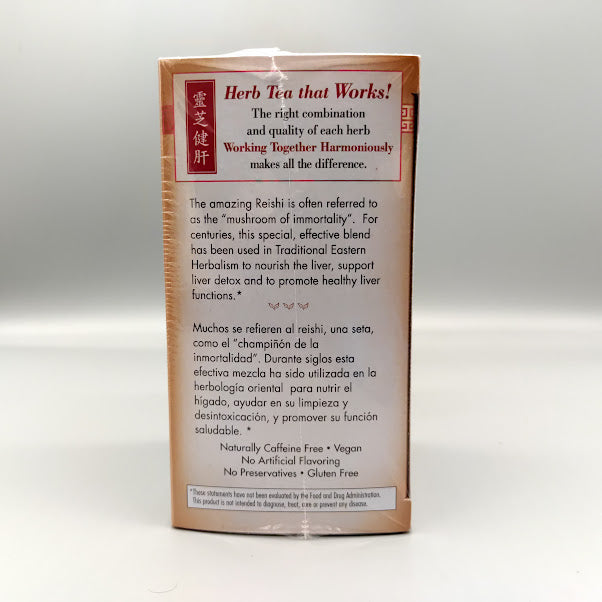 靈芝健肝
Herb Tea that Works!
The right combination
and quality of each herb
Working Together Harmoniously
makes all the difference.
The amazing Reishi is often referred to
as the “mushroom of immortality”. For
centuries, this special, effective blend
has been used in Traditional Eastern
Herbalism to nourish the liver, support
liver detox and to promote healthy liver
functions.*
Muchos se refieren al reishi, una seta,
como el “champiñón de la
inmortalidad”. Durante siglos esta
efectiva mezcla ha sido utilizada en la
herbología oriental para nutrir el
hígado, ayudar en su limpieza y
desintoxicación, y promover su función
saludable. *
Naturally Caffeine Free • Vegan
No Artificial Flavoring
No Preservatives • Gluten Free
*These statements have not been evaluated by the Food and Drug Administration.
This product is not intended to diagnose, treat, cure or prevent any disease.